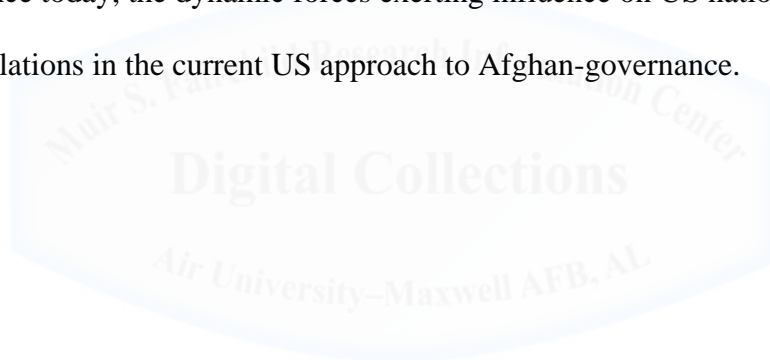 ce today, the dynamic forces exerting influence on US natio
lations in the current US approach to Afghan-governance.
Muir S. Fairchild Research Information Center
Digital Collections
Air University–Maxwell AFB, AL